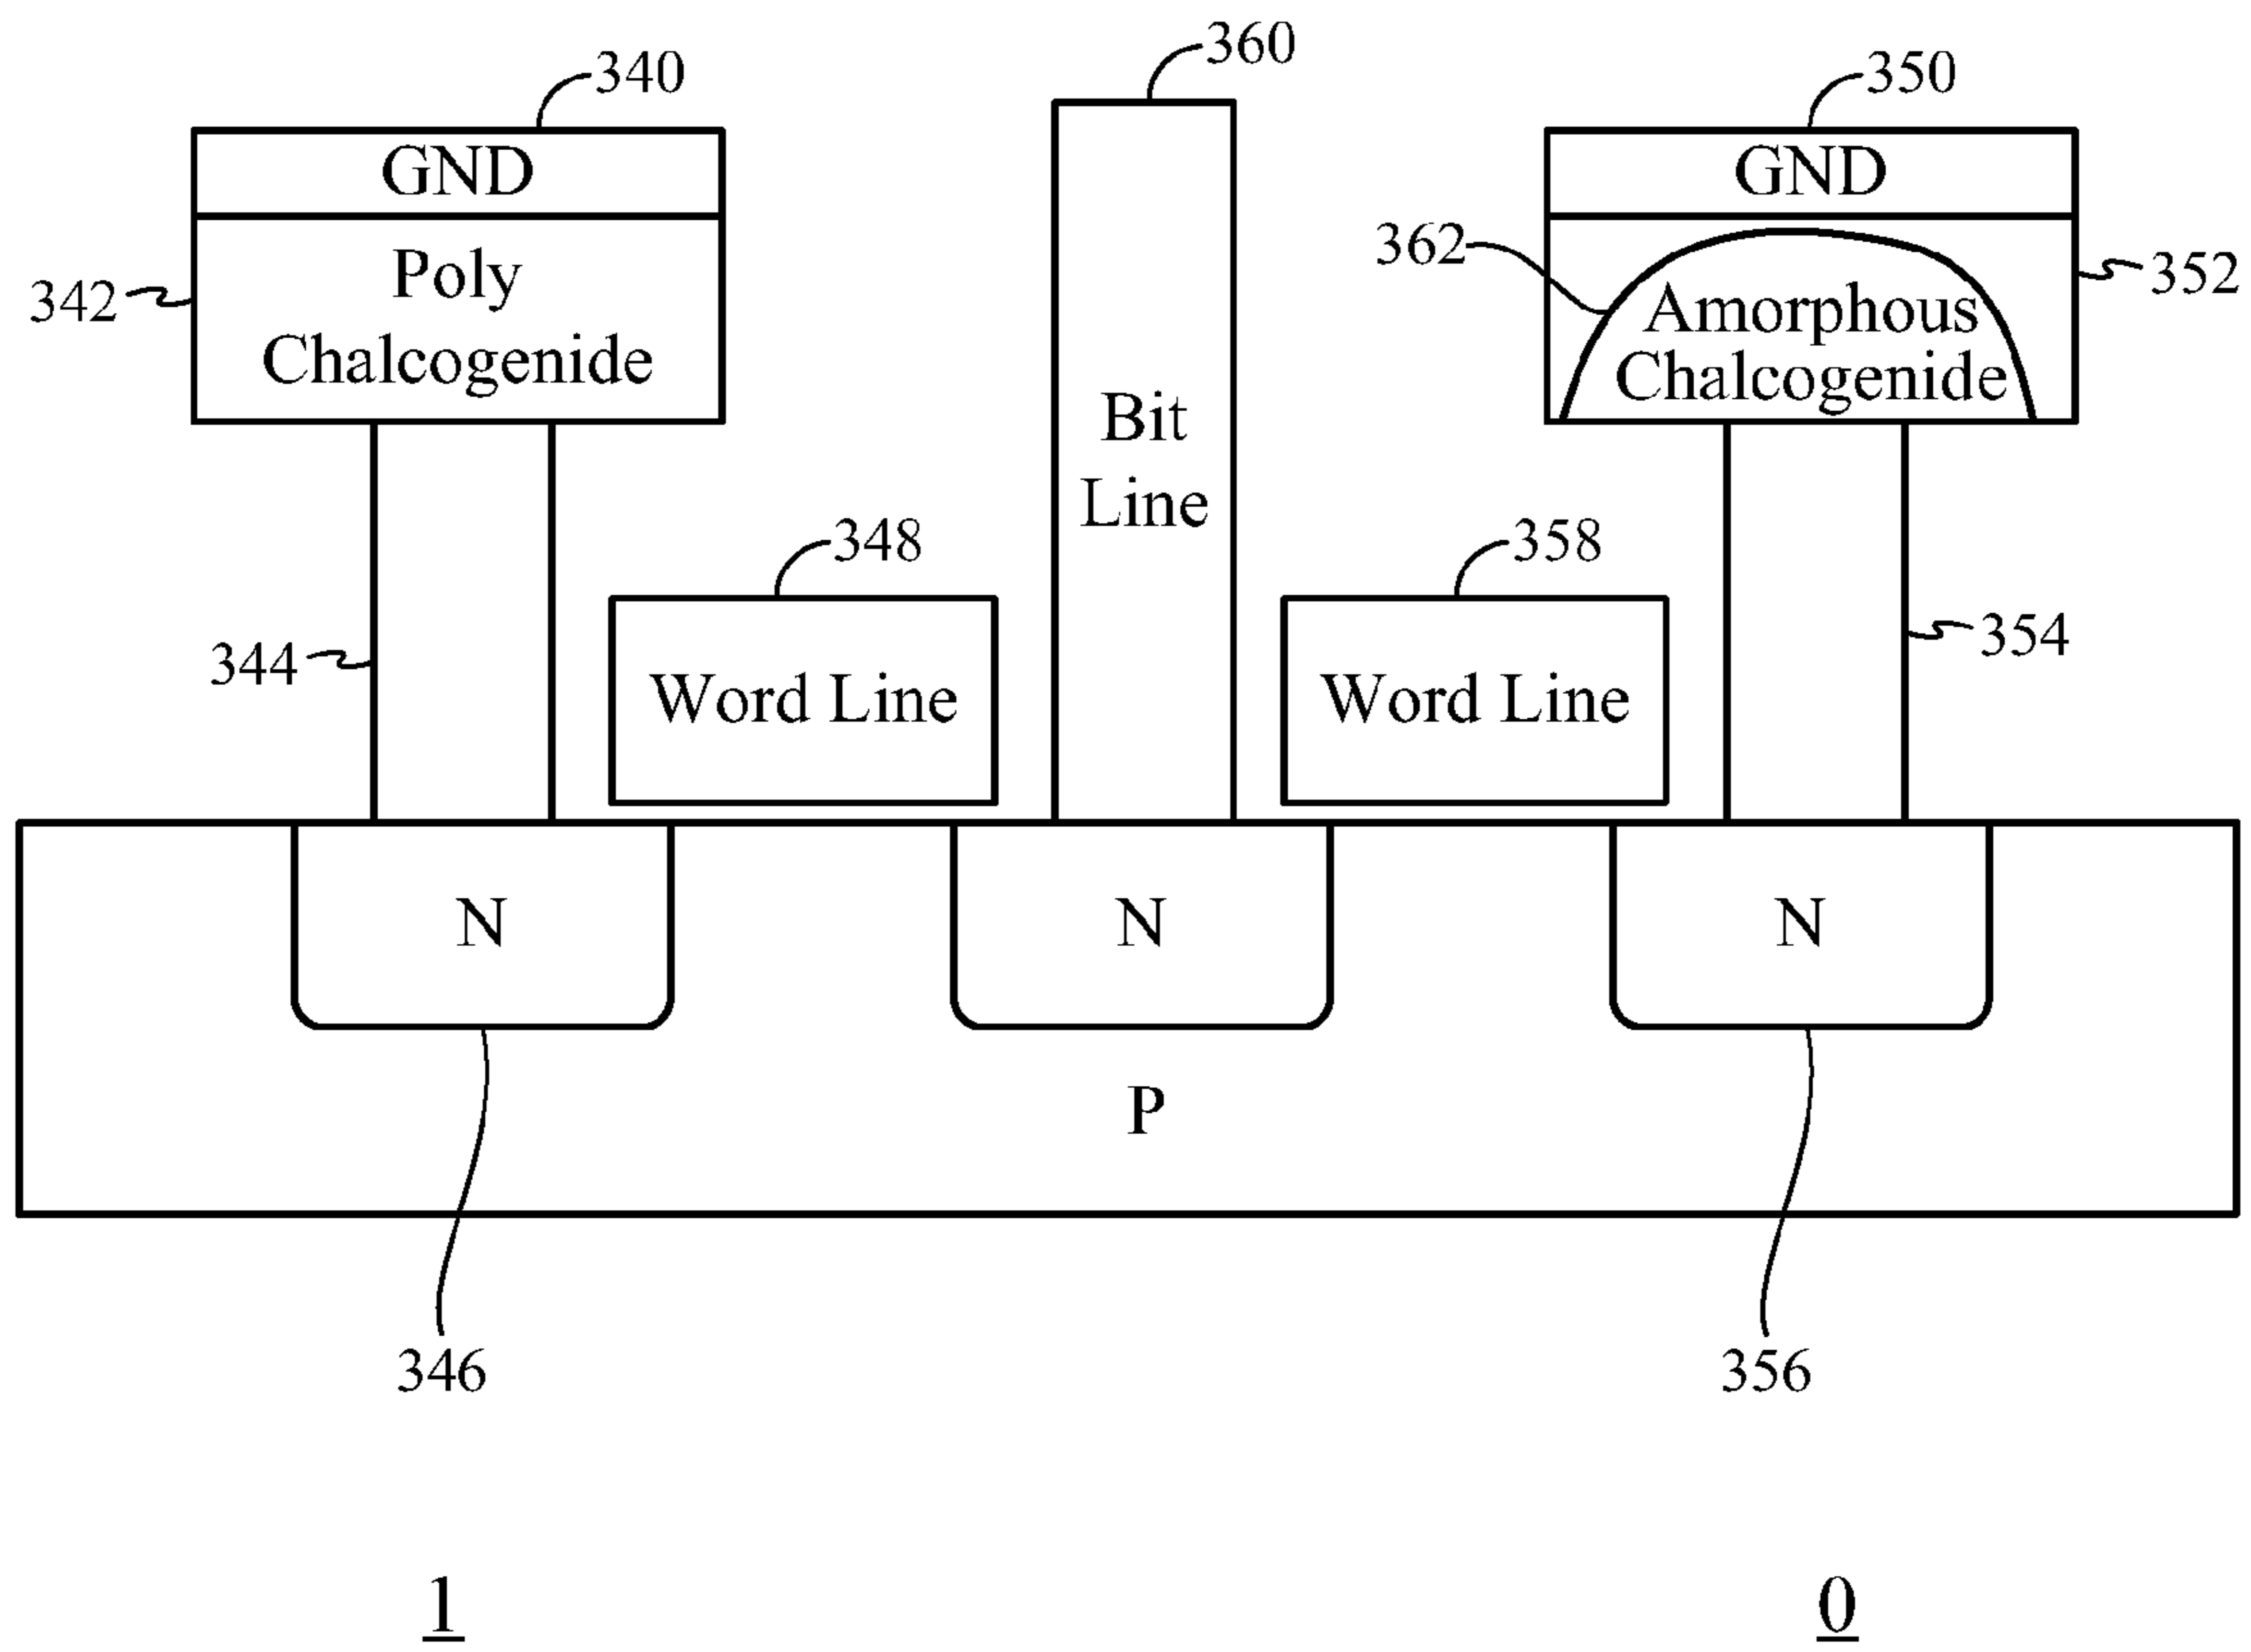 360
340
350
GND
GND
362
352
342
Poly
Chalcogenide
Amorphous
Chalcogenide
Bit
Line
348
358
344
354
Word Line
Word Line
N
N
N
P
346
356
1
0